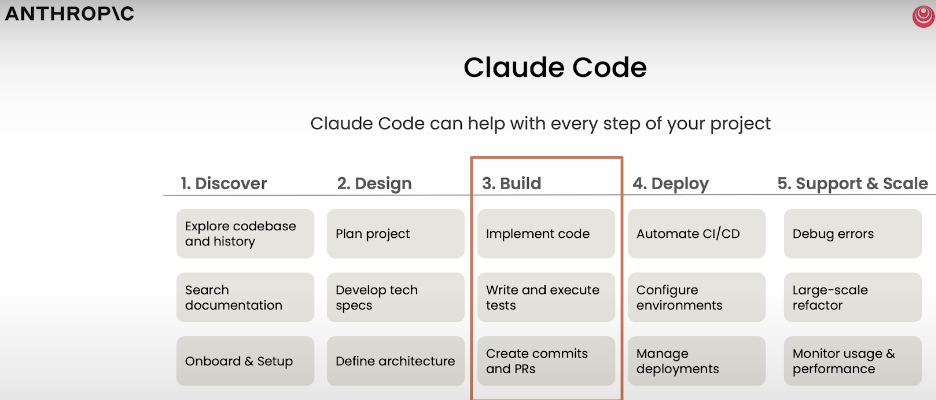 ANTHROP\C
Claude Code
Claude Code can help with every step of your project
1. Discover
2. Design
3. Build
4. Deploy
5. Support & Scale
Explore codebase
and history
Plan project
Implement code
Automate CI/CD
Debug errors
Search
documentation
Develop tech
specs
Write and execute
tests
Configure
environments
Large-scale
refactor
Onboard & Setup
Define architecture
Create commits
and PRs
Manage
deployments
Monitor usage &
performance